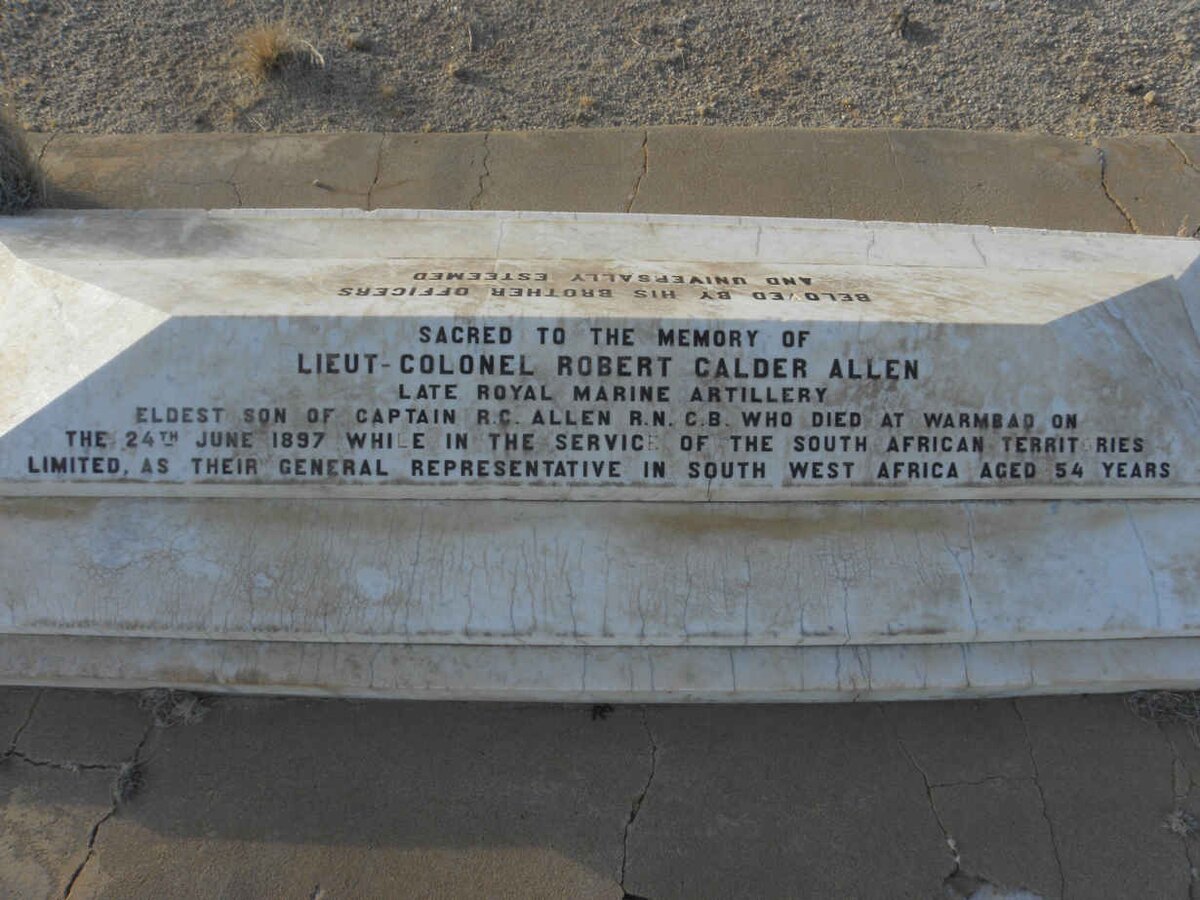 SACRED TO THE MEMORY OF
LIEUT-COLONEL ROBERT CALDER ALLEN
LATE ROYAL MARINE ARTILLERY
ELDEST SON OF CAPTAIN R.C. ALLEN R.N. C.B. WHO DIED AT WARMBAD ON
THE 24TH JUNE 1897 WHILE IN THE SERVICE OF THE SOUTH AFRICAN TERRITORIES
LIMITED, AS THEIR GENERAL REPRESENTATIVE IN SOUTH WEST AFRICA AGED 54 YEARS
BELOVED BY HIS BROTHER OFFICERS
AND UNIVERSALLY ESTEEMED